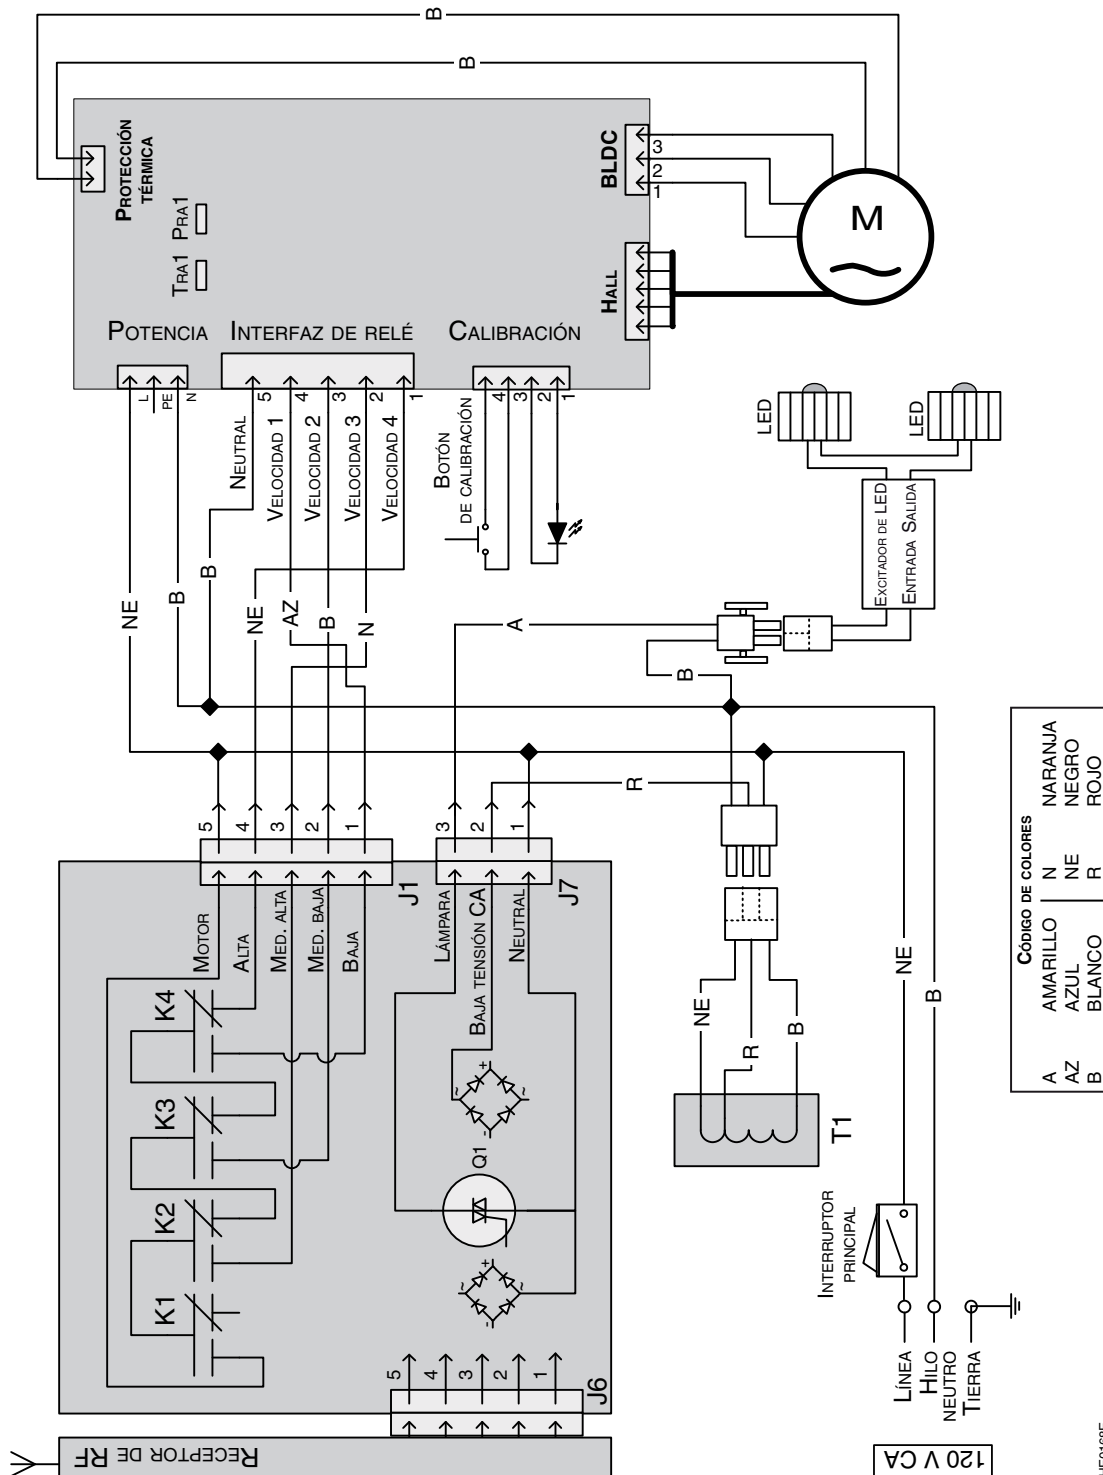 B
B
PROTECCIÓN
TÉRMICA
TRA1
PRA1
BLDC
3
2
1
HALL
M
POTENCIA
INTERFAZ DE RELÉ
CALIBRACIÓN
L
PE
N
5
4
3
2
1
4
3
2
1
NEUTRAL
VELOCIDAD 1
VELOCIDAD 2
VELOCIDAD 3
VELOCIDAD 4
BOTÓN
DE CALIBRACIÓN
LED
LED
EXCITADOR DE LED
ENTRADA SALIDA
NE
B
B
NE
AZ
B
N
A
B
R
5
4
3
2
1
J1
3
2
1
J7
MOTOR
ALTA
MED. ALTA
MED. BAJA
BAJA
LÁMPARA
BAJA TENSIÓN CA
NEUTRAL
K4
K3
K2
K1
+
~
~
-
Q1
+
~
~
-
NE
R
B
T1
NE
B
INTERRUPTOR
PRINCIPAL
LÍNEA
HILO
NEUTRO
TIERRA
120 V CA
5
4
3
2
1
J6
RECEPTOR DE RF
CÓDIGO DE COLORES
A AMARILLO N NARANJA
AZ AZUL NE NEGRO
B BLANCO R ROJO